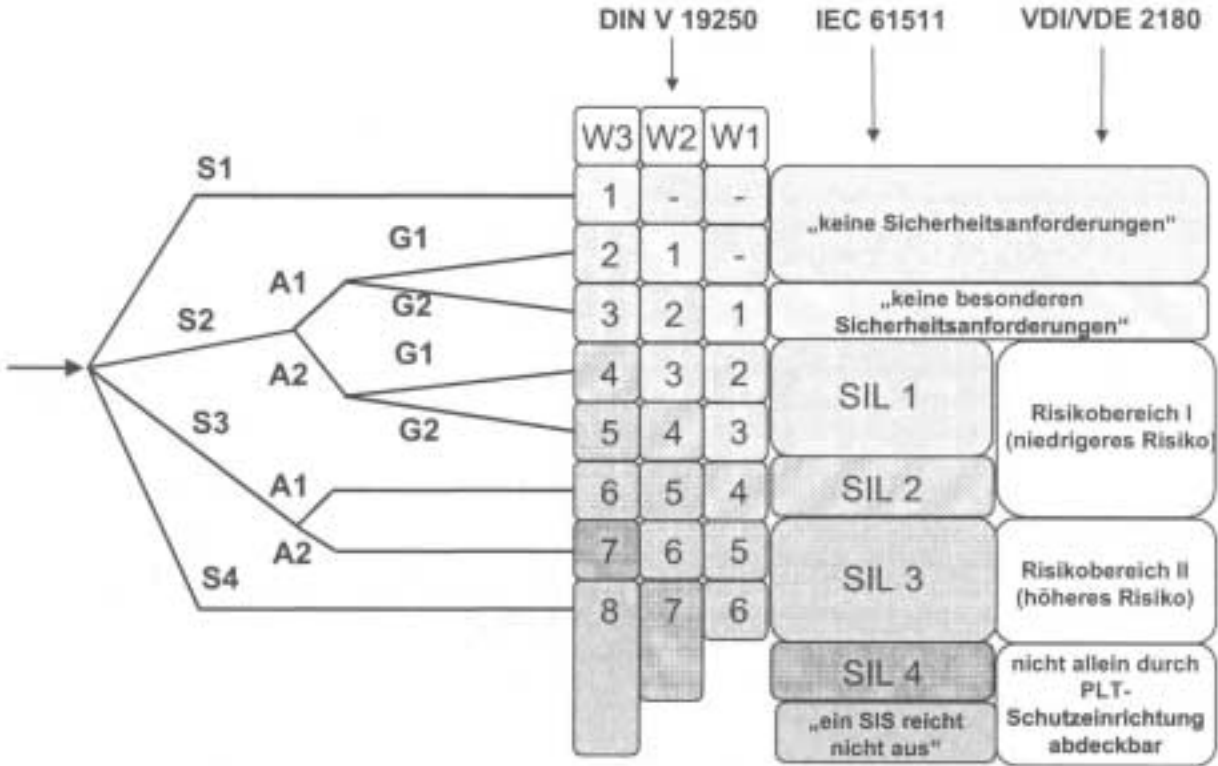 DIN V 19250 IEC 61511 VDI/VDE 2180
W3 W2 W1
S1
1 - -
„keine Sicherheitsanforderungen“
G1
2 1 -
A1
G2
3 2 1
„keine besonderen
Sicherheitsanforderungen“
S2
G1
A2
4 3 2
SIL 1
G2
5 4 3
Risikobereich I
(niedrigeres Risiko)
S3
A1
6 5 4
SIL 2
A2
7 6 5
SIL 3
Risikobereich II
(höheres Risiko)
S4
8 7 6
SIL 4
nicht allein durch
PLT-
Schutzeinrichtung
abdeckbar
„ein SIS reicht
nicht aus“